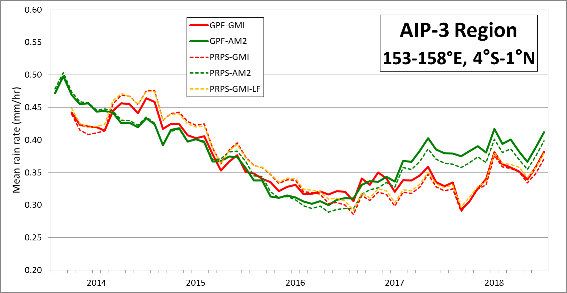 AIP-3 Region
153-158°E, 4°S-1°N
GPF-GMI
GPF-AM2
PRPS-GMI
PRPS-AM2
PRPS-GMI-LF
Mean rain rate (mm/hr)
0.60
0.55
0.50
0.45
0.40
0.35
0.30
0.25
0.20
2014 2015 2016 2017 2018